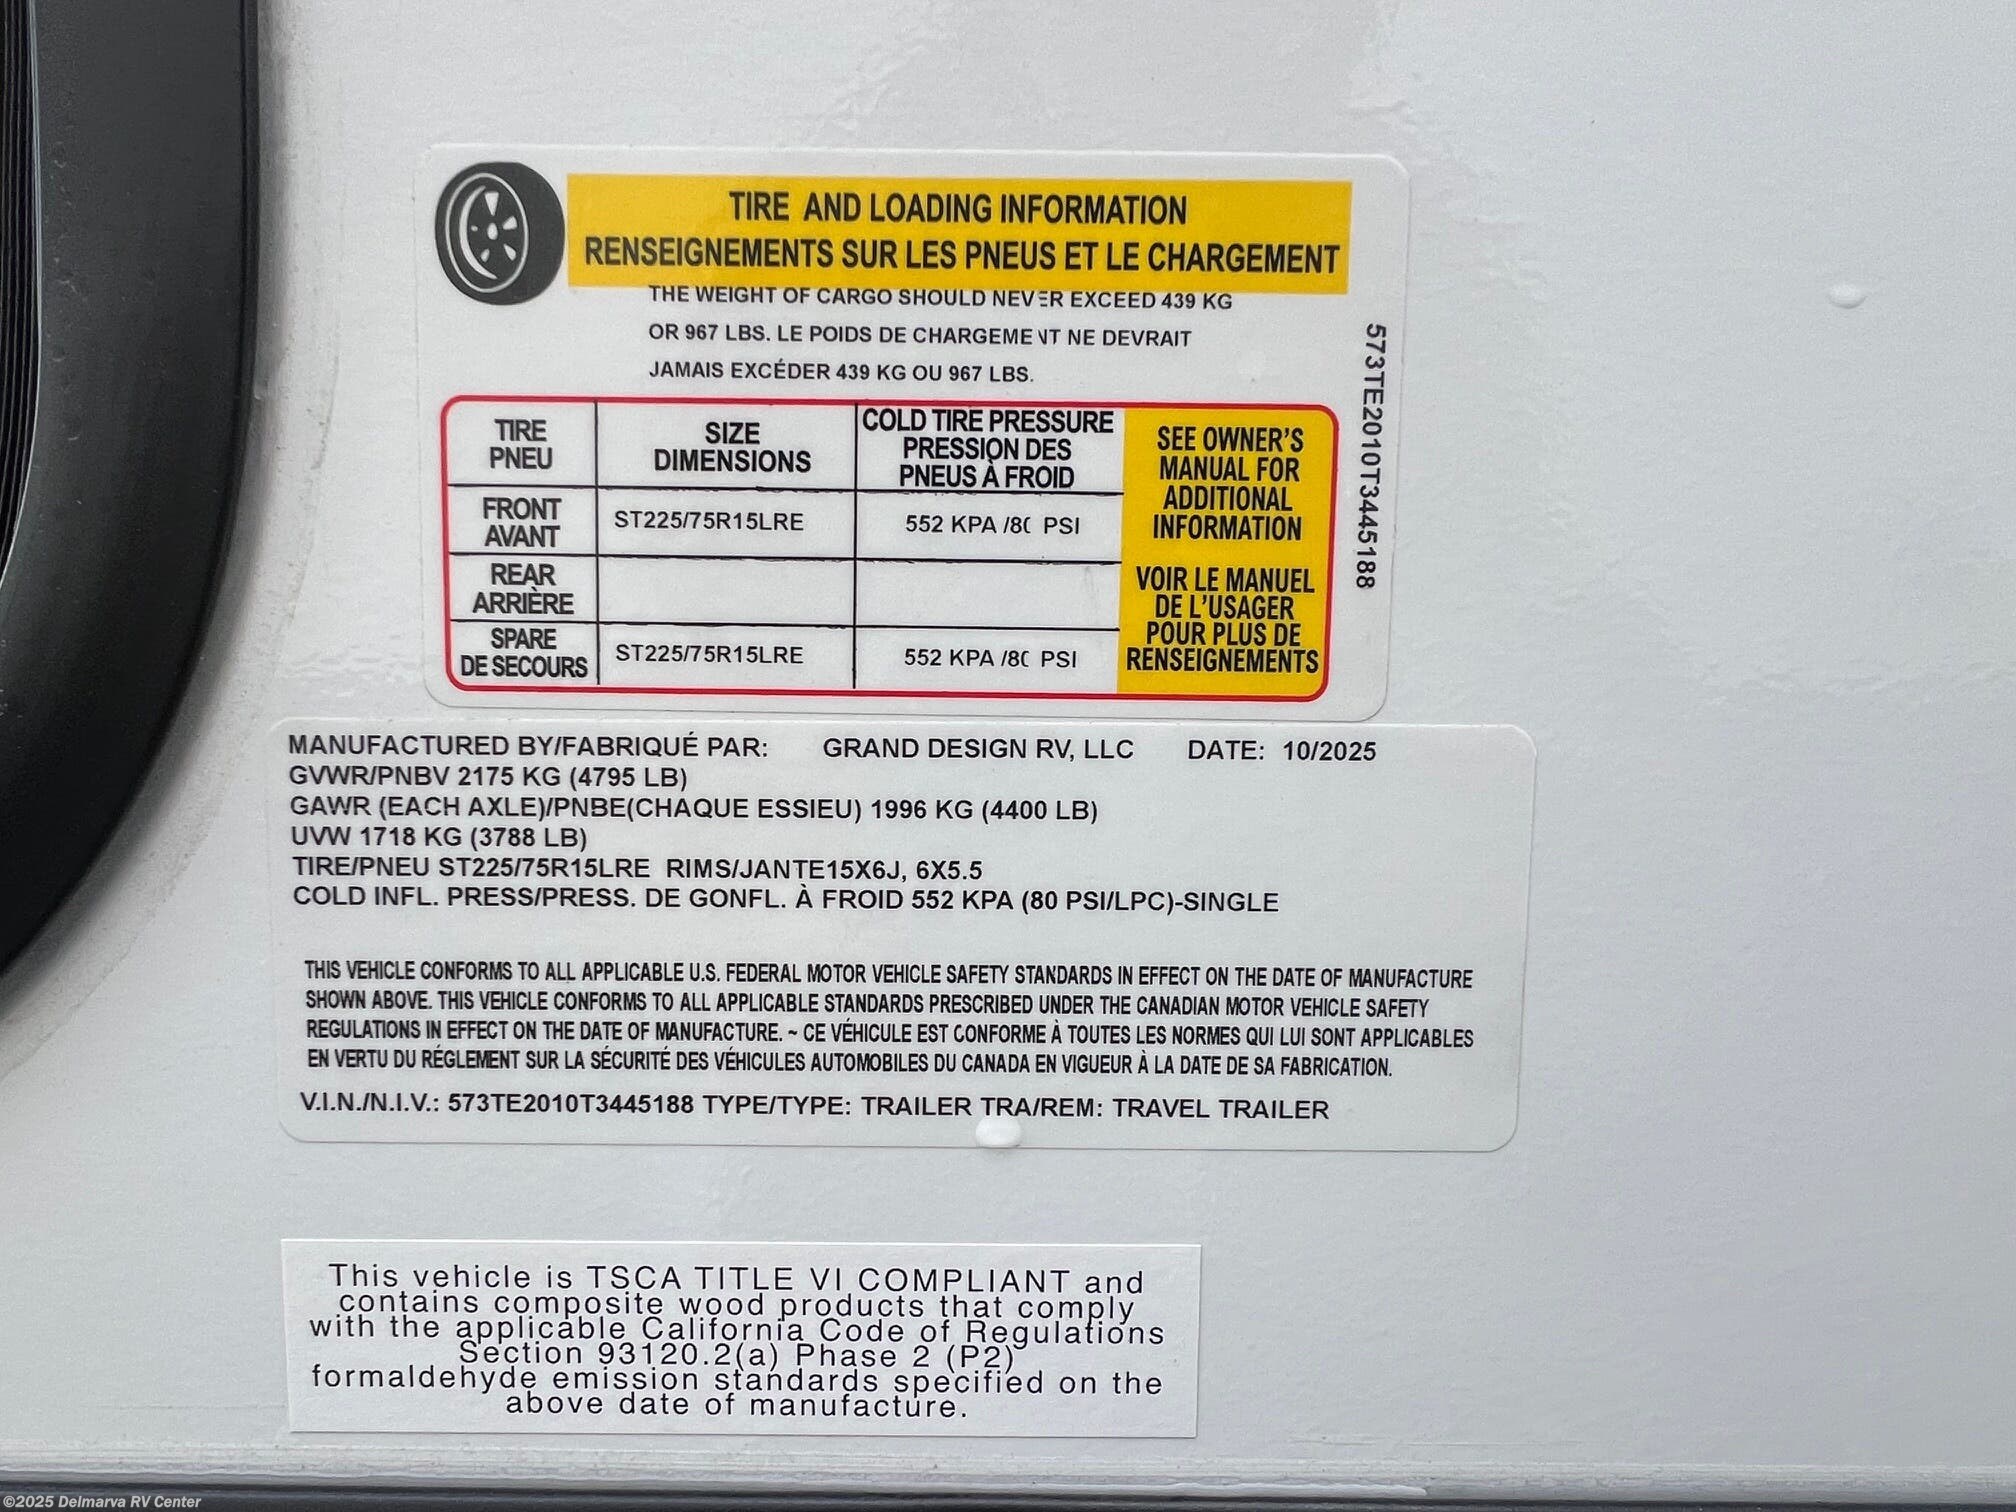 TIRE AND LOADING INFORMATION
RENSEIGNEMENTS SUR LES PNEUS ET LE CHARGEMENT
THE WEIGHT OF CARGO SHOULD NEVER EXCEED 439 KG
OR 967 LBS. LE POIDS DE CHARGEMENT NE DEVRAIT
JAMAIS EXCÉDER 439 KG OU 967 LBS.
573TE2010T3445188
TIRE
PNEU
SIZE
DIMENSIONS
COLD TIRE PRESSURE
PRESSION DES
PNEUS À FROID
FRONT
AVANT
ST225/75R15LRE
552 KPA /80 PSI
REAR
ARRIÈRE
SPARE
DE SECOURS
ST225/75R15LRE
552 KPA /80 PSI
SEE OWNER'S
MANUAL FOR
ADDITIONAL
INFORMATION
VOIR LE MANUEL
DE L'USAGER
POUR PLUS DE
RENSEIGNEMENTS
MANUFACTURED BY/FABRIQUÉ PAR: GRAND DESIGN RV, LLC DATE: 10/2025
GVWR/PNBV 2175 KG (4795 LB)
GAWR (EACH AXLE)/PNBE(CHAQUE ESSIEU) 1996 KG (4400 LB)
UVW 1718 KG (3788 LB)
TIRE/PNEU ST225/75R15LRE RIMS/JANTE15X6J, 6X5.5
COLD INFL. PRESS/PRESS. DE GONFL. À FROID 552 KPA (80 PSI/LPC)-SINGLE
THIS VEHICLE CONFORMS TO ALL APPLICABLE U.S. FEDERAL MOTOR VEHICLE SAFETY STANDARDS IN EFFECT ON THE DATE OF MANUFACTURE
SHOWN ABOVE. THIS VEHICLE CONFORMS TO ALL APPLICABLE STANDARDS PRESCRIBED UNDER THE CANADIAN MOTOR VEHICLE SAFETY
REGULATIONS IN EFFECT ON THE DATE OF MANUFACTURE. ~ CE VÉHICULE EST CONFORME À TOUTES LES NORMES QUI LUI SONT APPLICABLES
EN VERTU DU RÉGLEMENT SUR LA SÉCURITÉ DES VÉHICULES AUTOMOBILES DU CANADA EN VIGUEUR À LA DATE DE SA FABRICATION.
V.I.N./N.I.V.: 573TE2010T3445188 TYPE/TYPE: TRAILER TRA/REM: TRAVEL TRAILER
This vehicle is TSCA TITLE VI COMPLIANT and
contains composite wood products that comply
with the applicable California Code of Regulations
Section 93120.2(a) Phase 2 (P2)
formaldehyde emission standards specified on the
above date of manufacture.
©2025 Delmarva RV Center